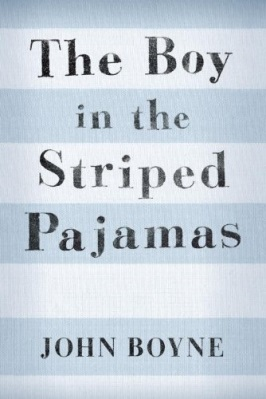 The Boy
in the
Striped
Pajamas
JOHN BOYNE